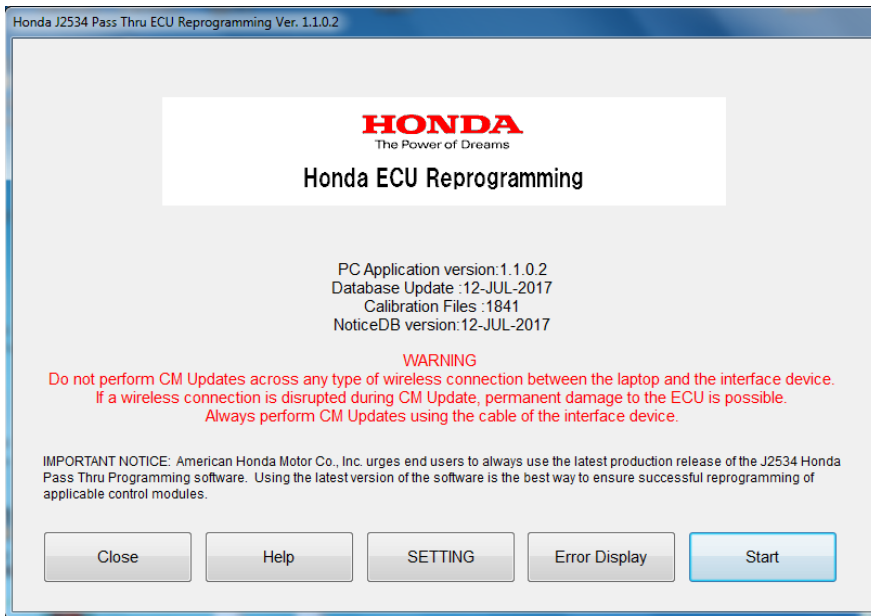 Honda J2534 Pass Thru ECU Reprogramming Ver. 1.1.0.2
HONDA
The Power of Dreams
Honda ECU Reprogramming
PC Application version:1.1.0.2
Database Update :12-JUL-2017
Calibration Files :1841
NoticeDB version:12-JUL-2017
WARNING
Do not perform CM Updates across any type of wireless connection between the laptop and the interface device.
If a wireless connection is disrupted during CM Update, permanent damage to the ECU is possible.
Always perform CM Updates using the cable of the interface device.
IMPORTANT NOTICE: American Honda Motor Co., Inc. urges end users to always use the latest production release of the J2534 Honda
Pass Thru Programming software. Using the latest version of the software is the best way to ensure successful reprogramming of
applicable control modules.
Close
Help
SETTING
Error Display
Start